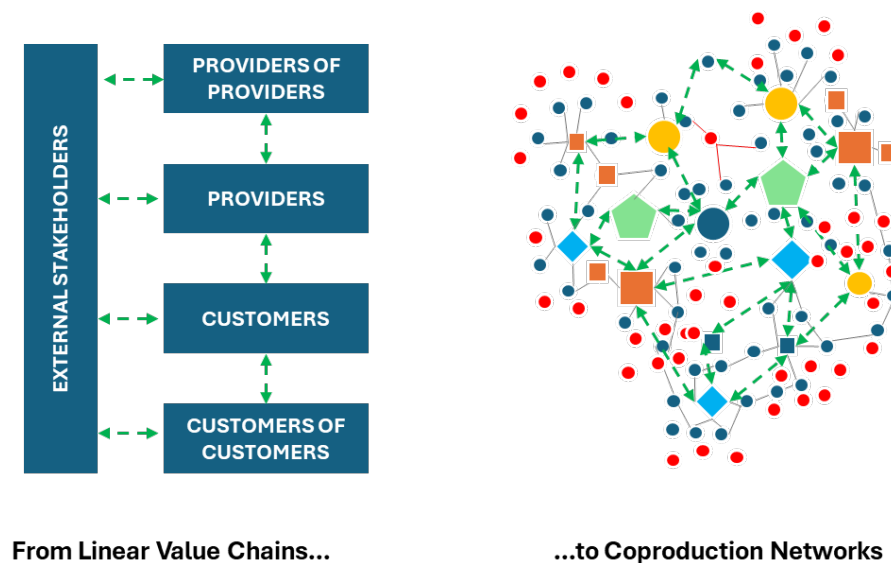 EXTERNAL STAKEHOLDERS
PROVIDERS OF
PROVIDERS
PROVIDERS
CUSTOMERS
CUSTOMERS OF
CUSTOMERS
From Linear Value Chains...
...to Coproduction Networks